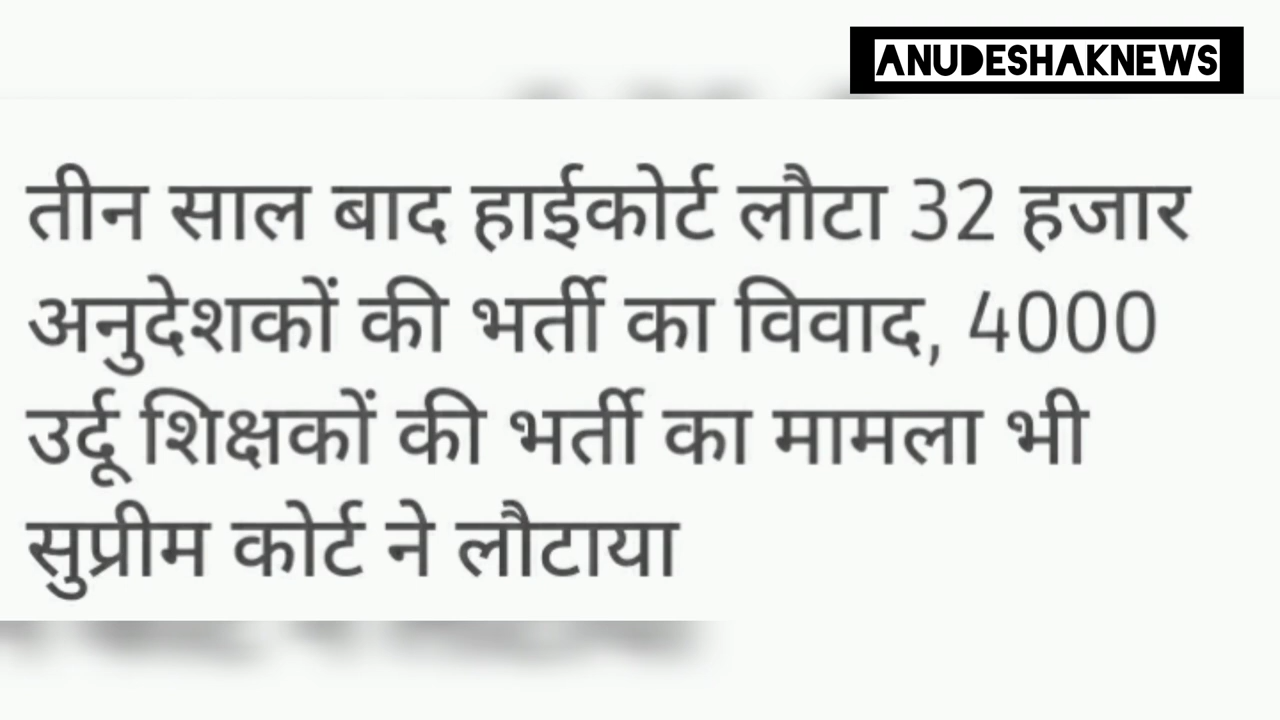 ANUDESHAKNEWS
तीन साल बाद हाईकोर्ट लौटा 32 हजार
अनुदेशकों की भर्ती का विवाद, 4000
उर्दू शिक्षकों की भर्ती का मामला भी
सुप्रीम कोर्ट ने लौटाया